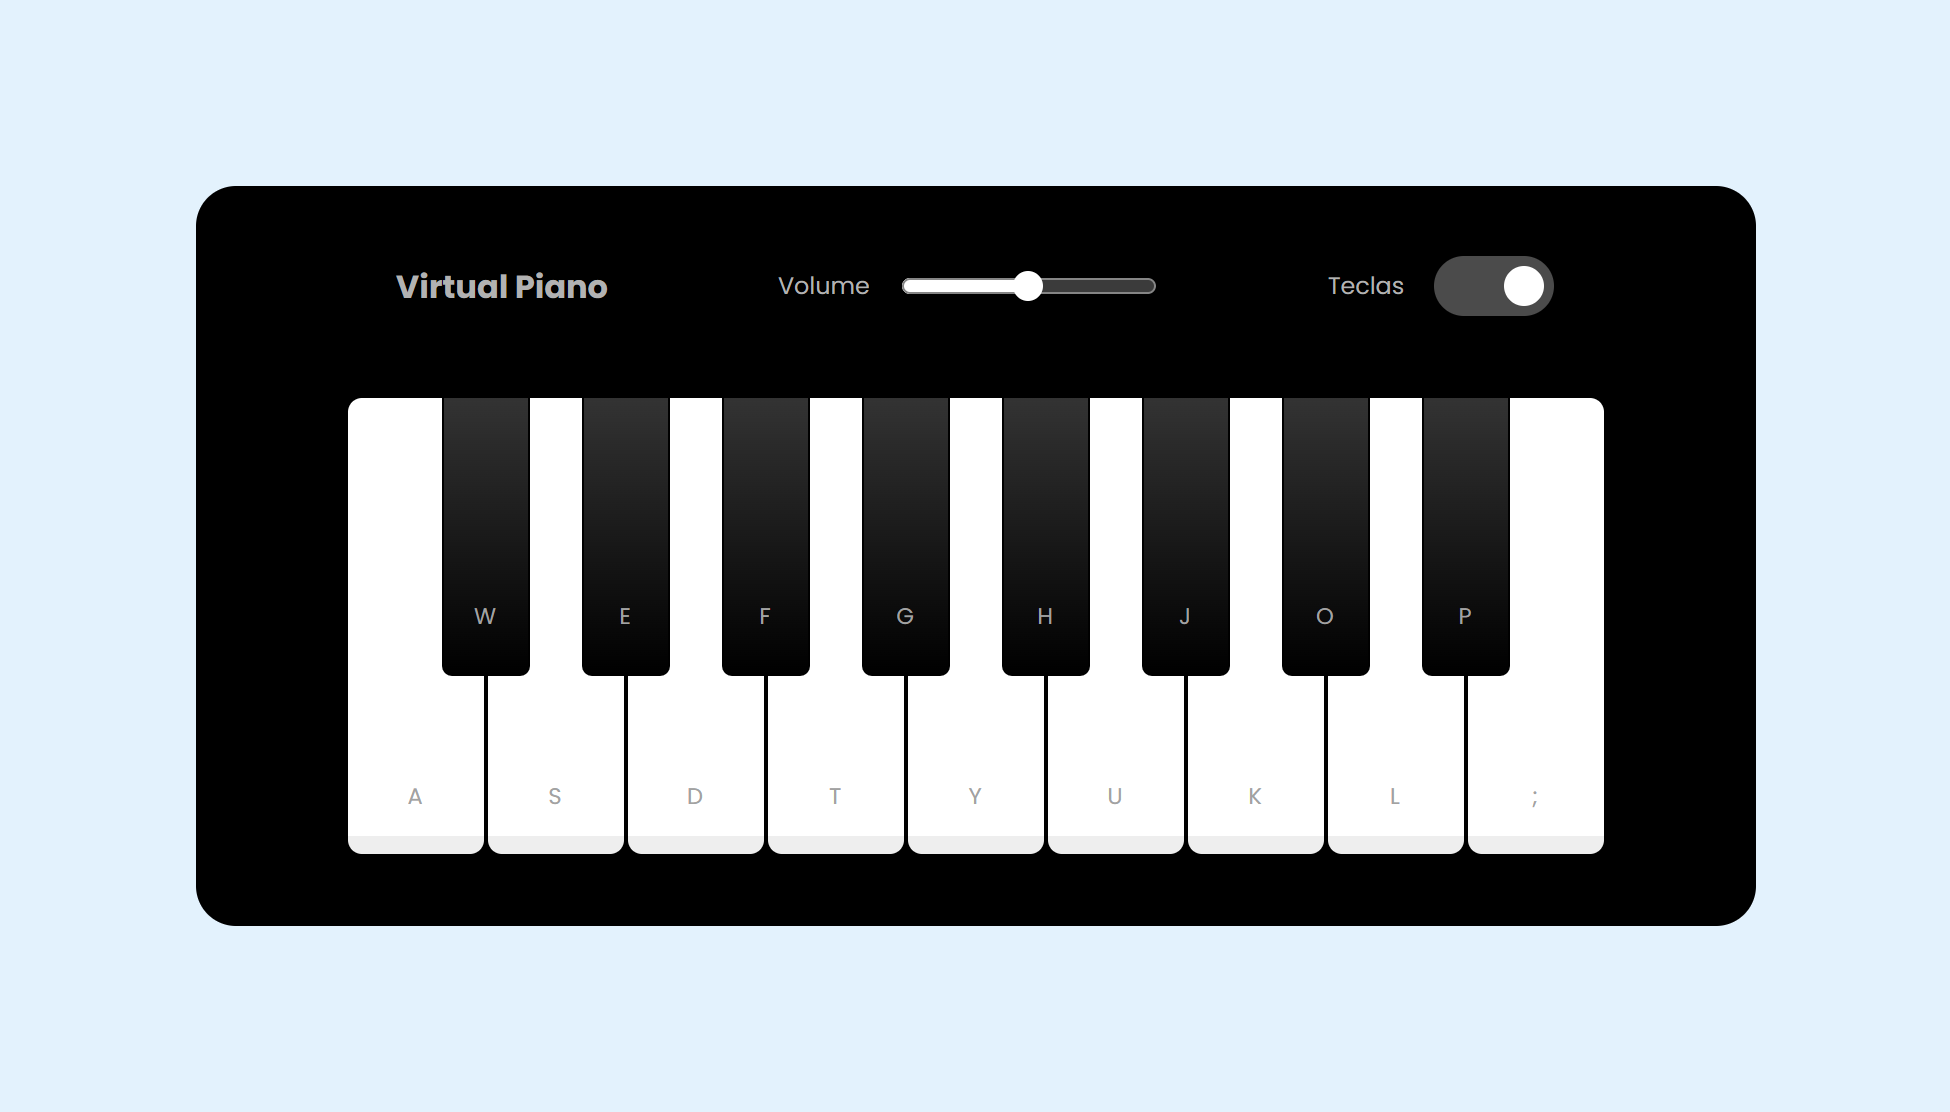 Virtual Piano
Volume
Teclas
W E F G H J O P
A S D T Y U K L ;